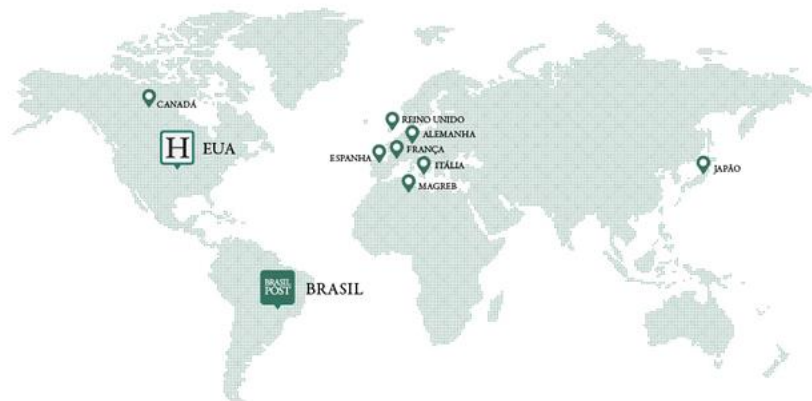 CANADÁ
REINO UNIDO
ALEMANHA
H EUA
FRANÇA
ESPANHA
ITÁLIA
JAPÃO
MAGREB
BRASIL
POST
BRASIL